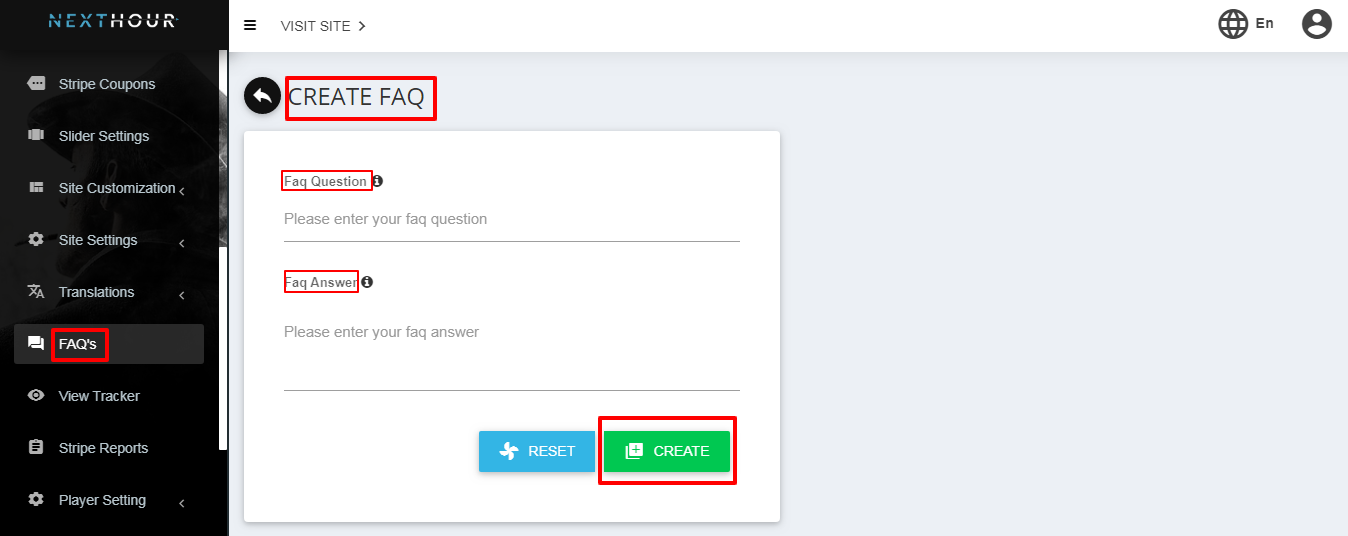 NEXTHOUR
VISIT SITE
En
Stripe Coupons
Slider Settings
Site Customization
Site Settings
Translations
FAQ's
View Tracker
Stripe Reports
Player Setting
CREATE FAQ
Faq Question
Please enter your faq question
Faq Answer
Please enter your faq answer
RESET
CREATE